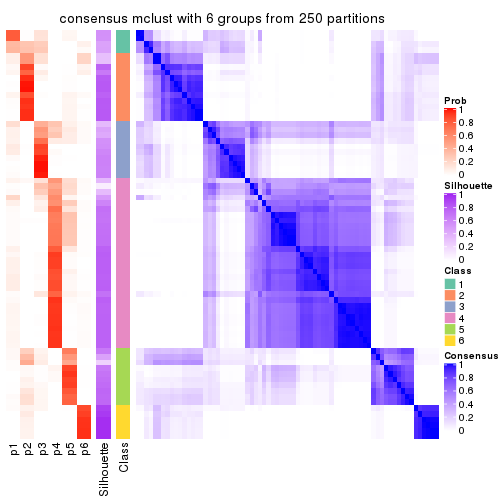 consensus mclust with 6 groups from 250 partitions
Prob
1
0.8
0.6
0.4
0.2
0
Silhouette
1
0.8
0.6
0.4
0.2
0
Class
1
2
3
4
5
6
Consensus
1
0.8
0.6
0.4
0.2
0
p1
p2
p3
p4
p5
p6
Silhouette
Class